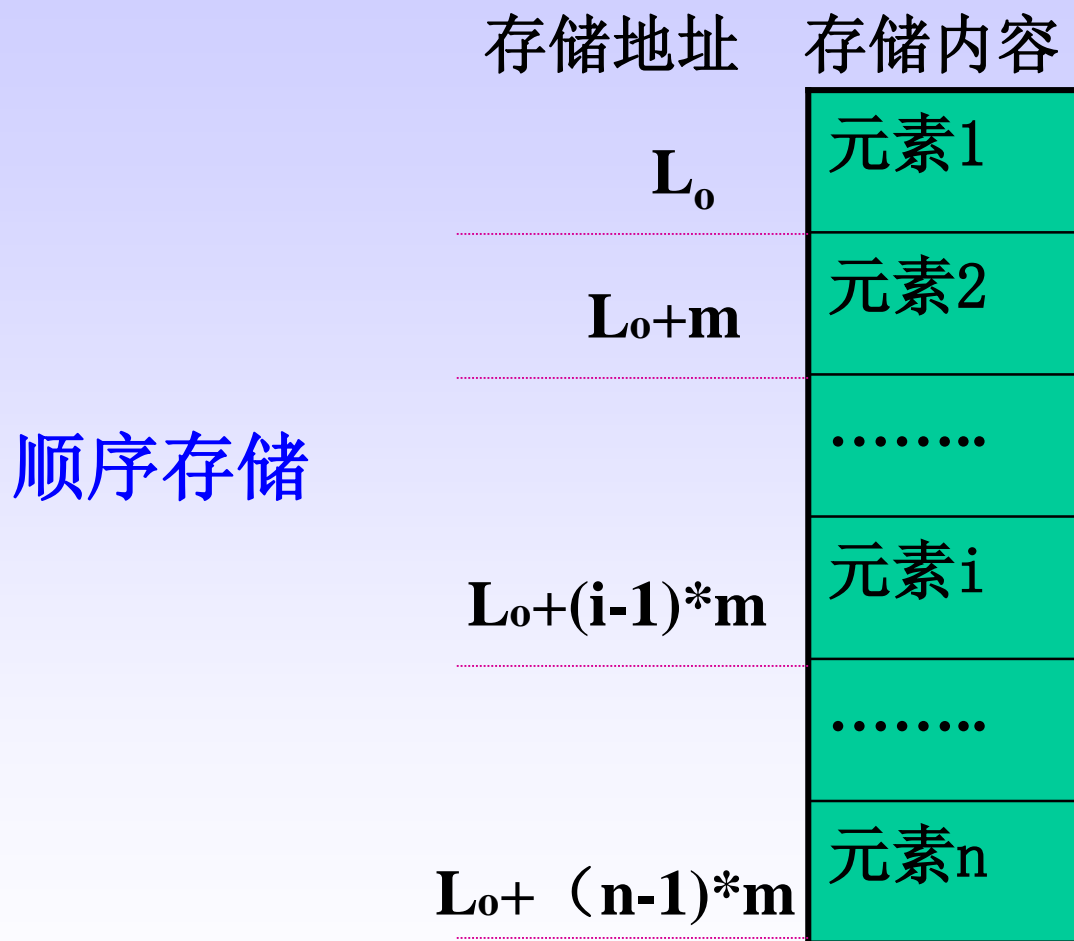 存储地址 存储内容
Lo 元素1
Lo+m 元素2
……..
顺序存储
Lo+(i-1)*m 元素i
……..
Lo+（n-1)*m 元素n